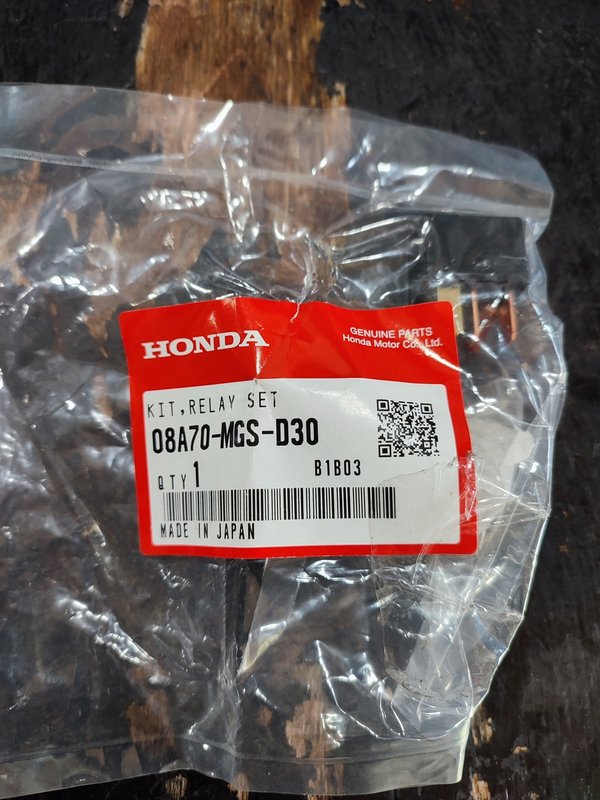 HONDA
GENUINE PARTS
Honda Motor Co., Ltd.
KIT,RELAY SET
08A70-MGS-D30
QTY 1
B1B03
MADE IN JAPAN